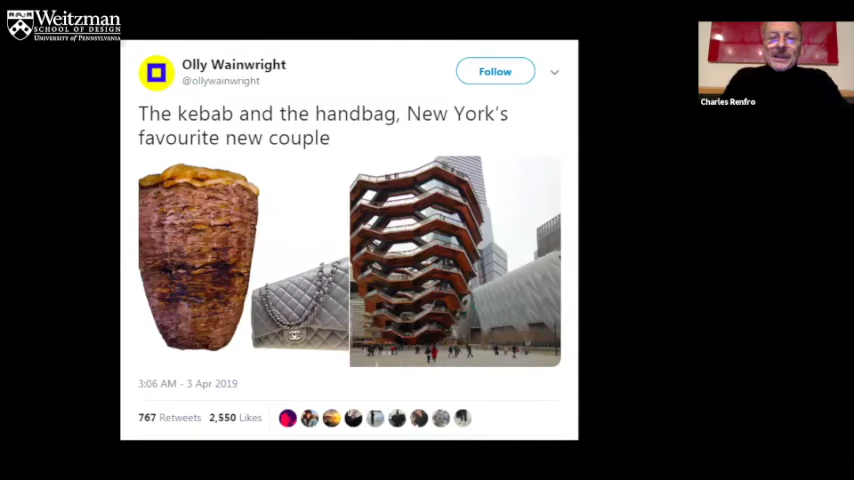 Weitzman
SCHOOL OF DESIGN
UNIVERSITY of PENNSYLVANIA
Olly Wainwright
@ollywainwright
Follow
The kebab and the handbag, New York's
favourite new couple
3:06 AM - 3 Apr 2019
767 Retweets 2,550 Likes
Charles Renfro